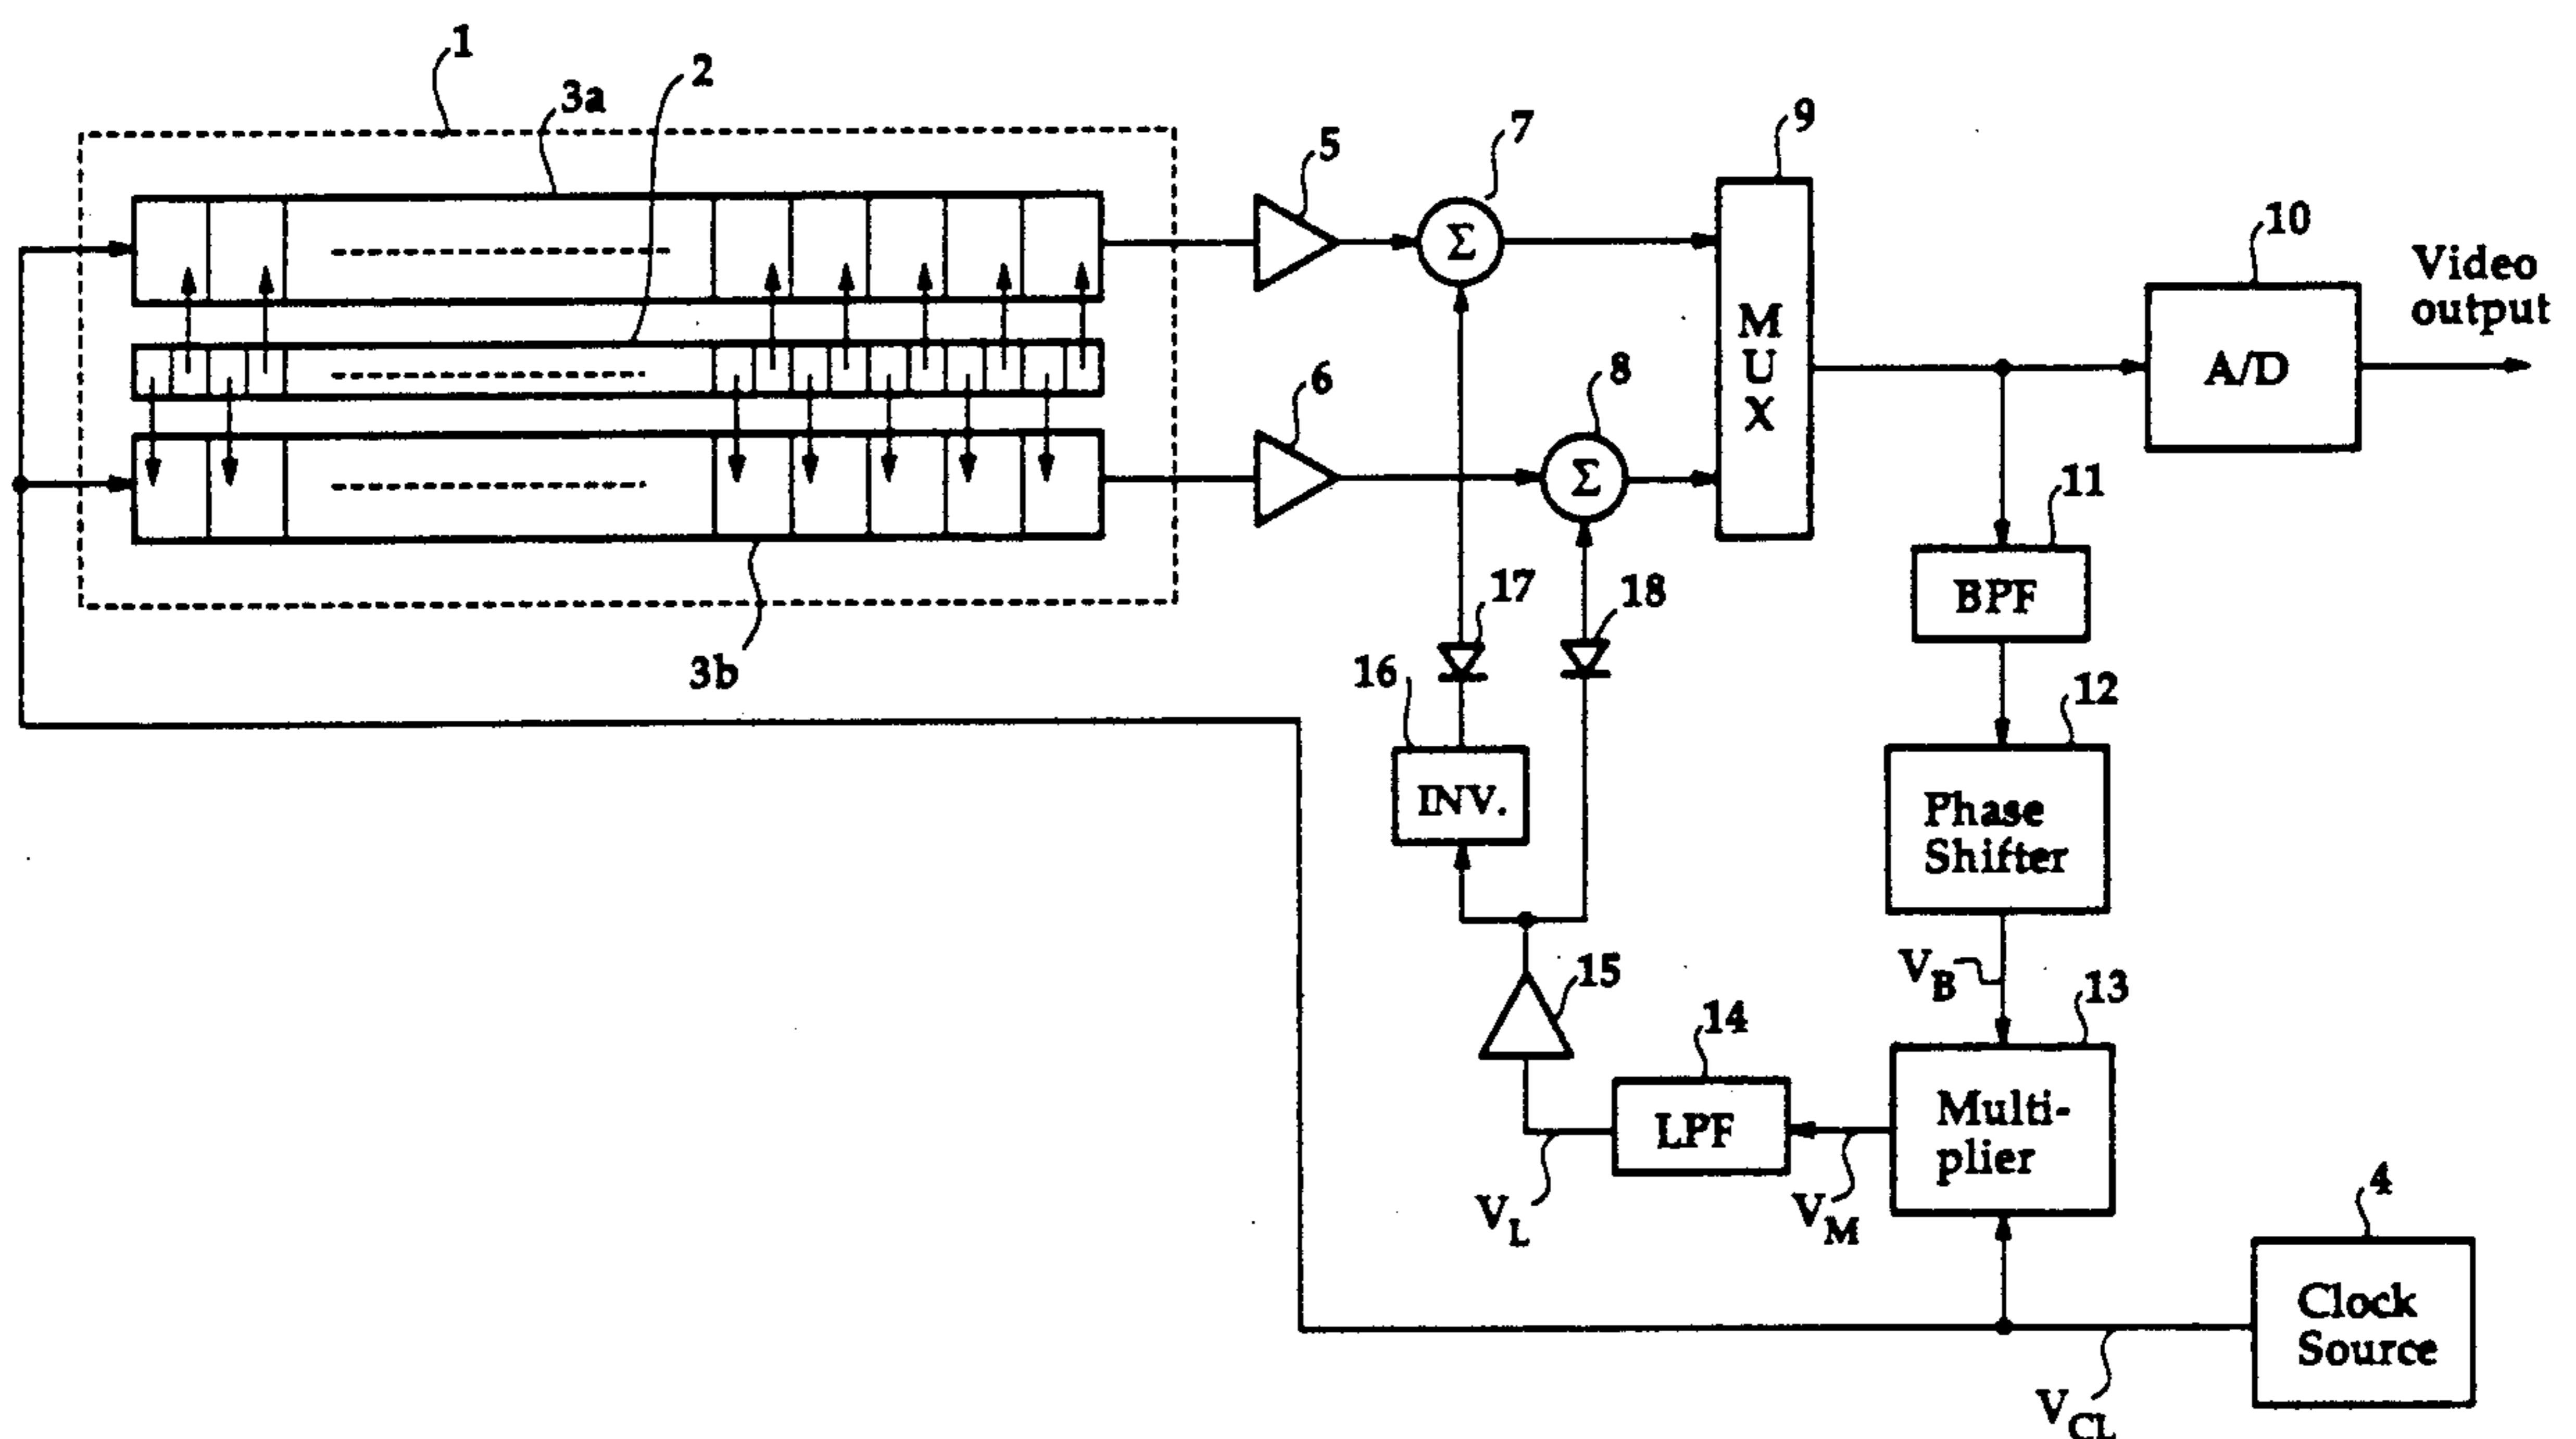 1
2
3a
5
7
9
Σ
10
Video
output
MUX
A/D
6
8
Σ
11
BPF
3b
17
18
16
12
INV.
Phase
Shifter
15
V_B
13
14
LPF
Multi-
plier
V_L
V_M
4
Clock
Source
V_CL